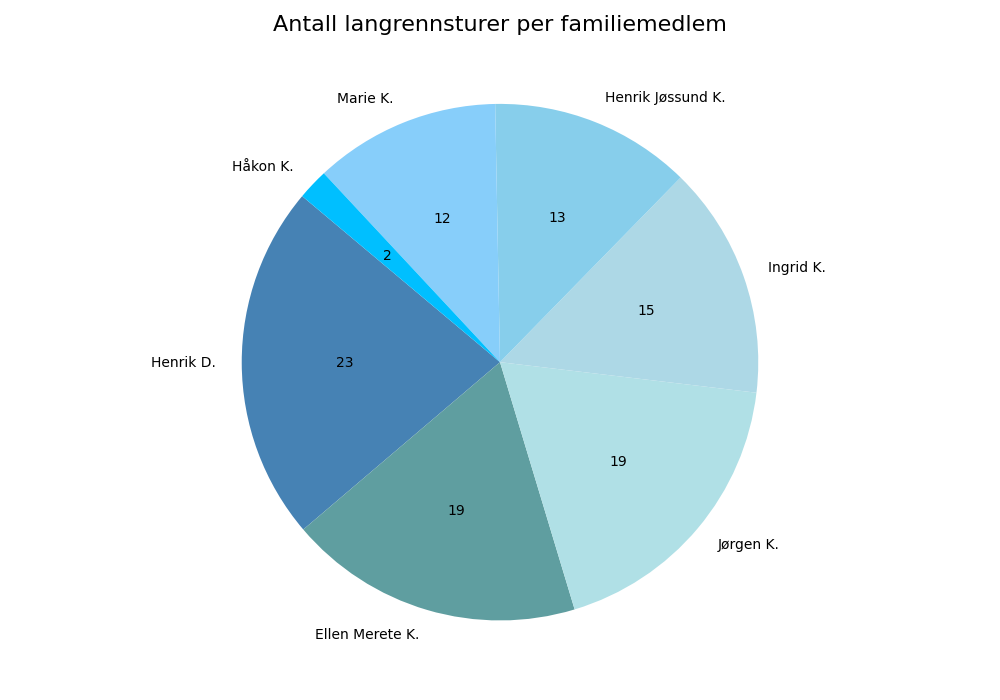 Antall langrennsturer per familiemedlem
Marie K.
Henrik Jøssund K.
Håkon K.
12
13
2
Ingrid K.
15
Henrik D.
23
19
19
Jørgen K.
Ellen Merete K.